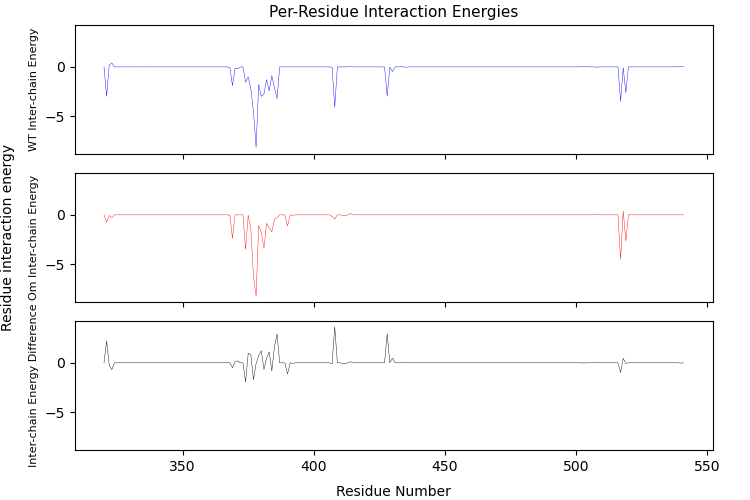 Per-Residue Interaction Energies
Residue interaction energy
WT Inter-chain Energy
0
−5
Om Inter-chain Energy
0
−5
Inter-chain Energy Difference
0
−5
350
400
450
500
550
Residue Number